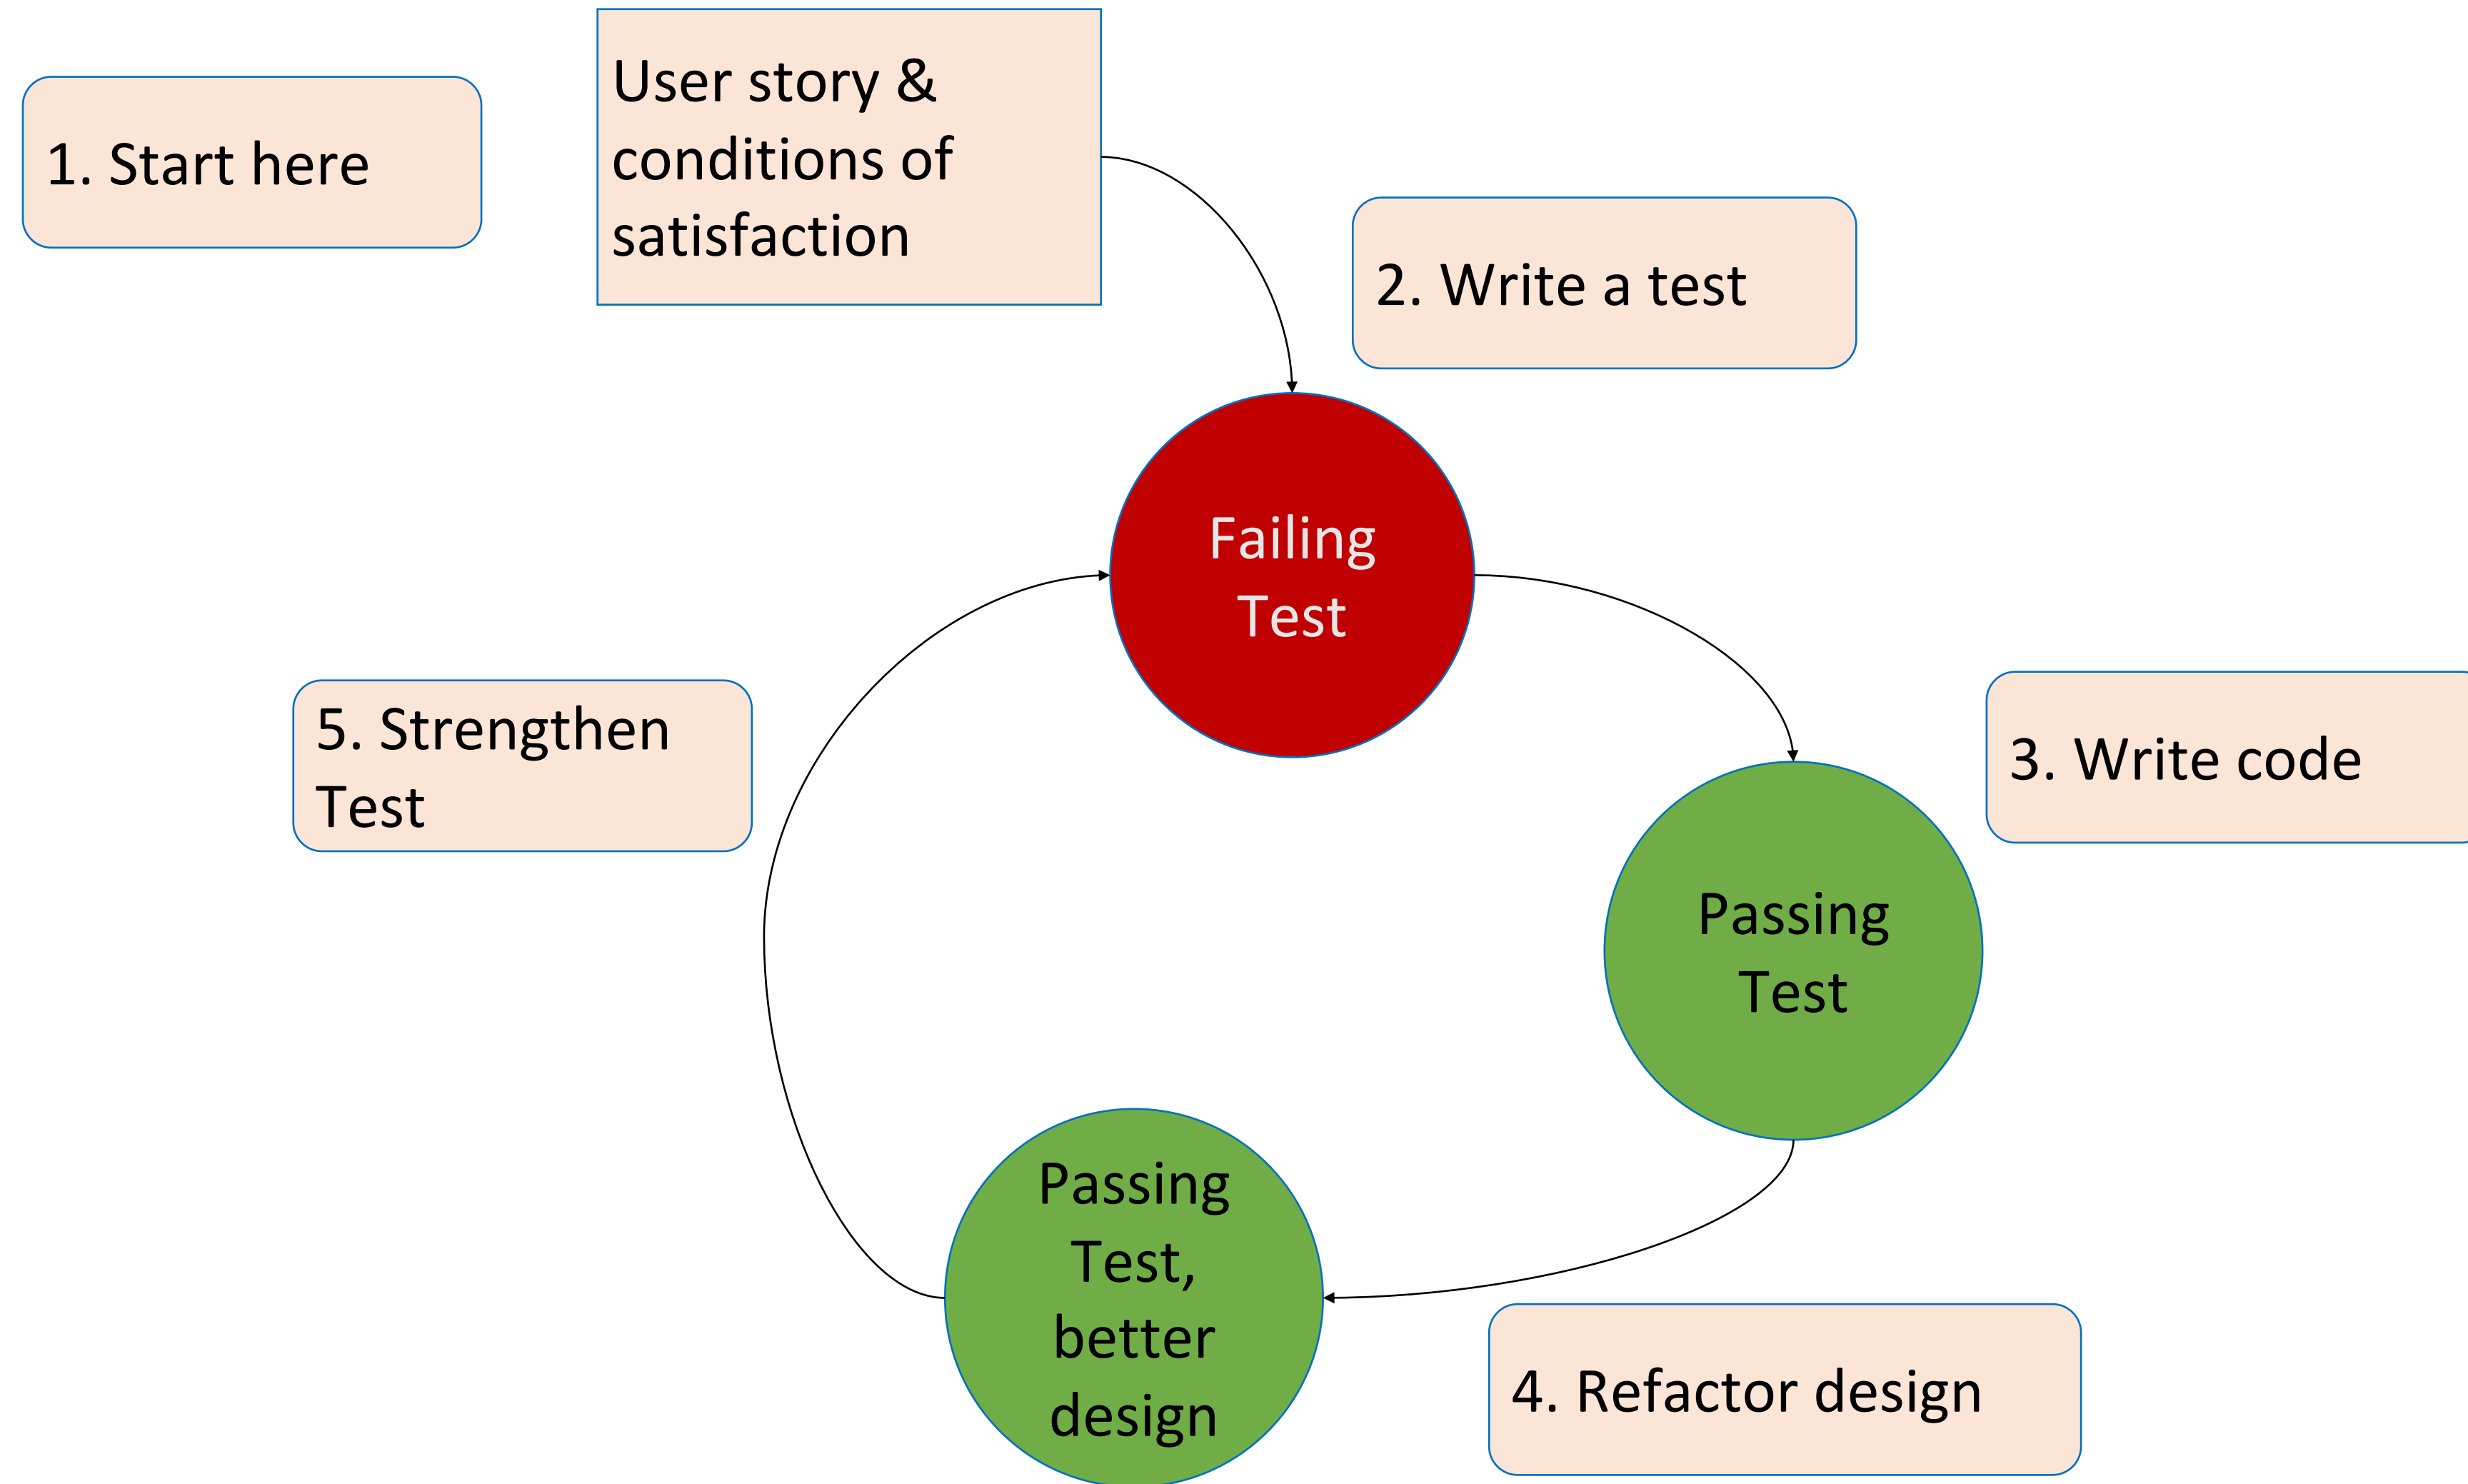 1. Start here
User story &
conditions of
satisfaction
2. Write a test
Failing
Test
5. Strengthen
Test
3. Write code
Passing
Test
Passing
Test,
better
design
4. Refactor design